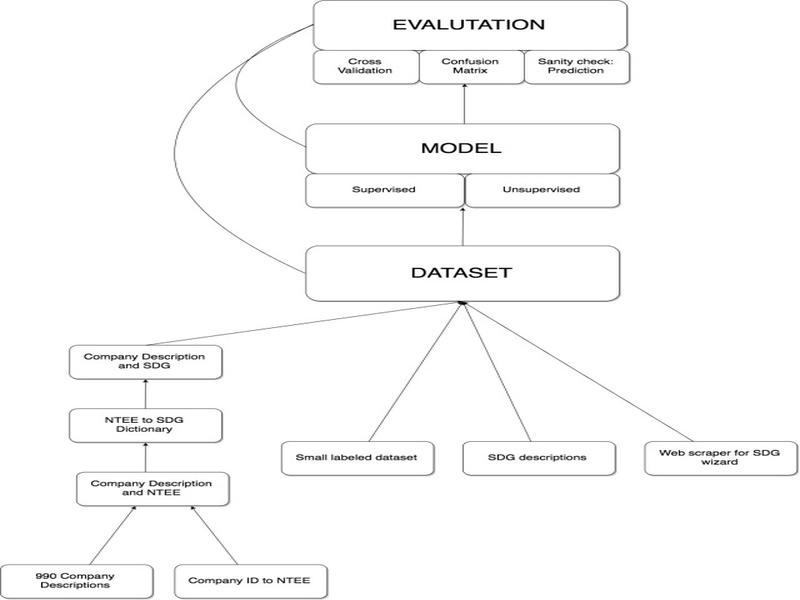 EVALUTATION
Cross
Validation
Confusion
Matrix
Sanity check:
Prediction
MODEL
Supervised
Unsupervised
DATASET
Company Description
and SDG
NTEE to SDG
Dictionary
Small labeled dataset
SDG descriptions
Web scraper for SDG
wizard
Company Description
and NTEE
990 Company
Descriptions
Company ID to NTEE